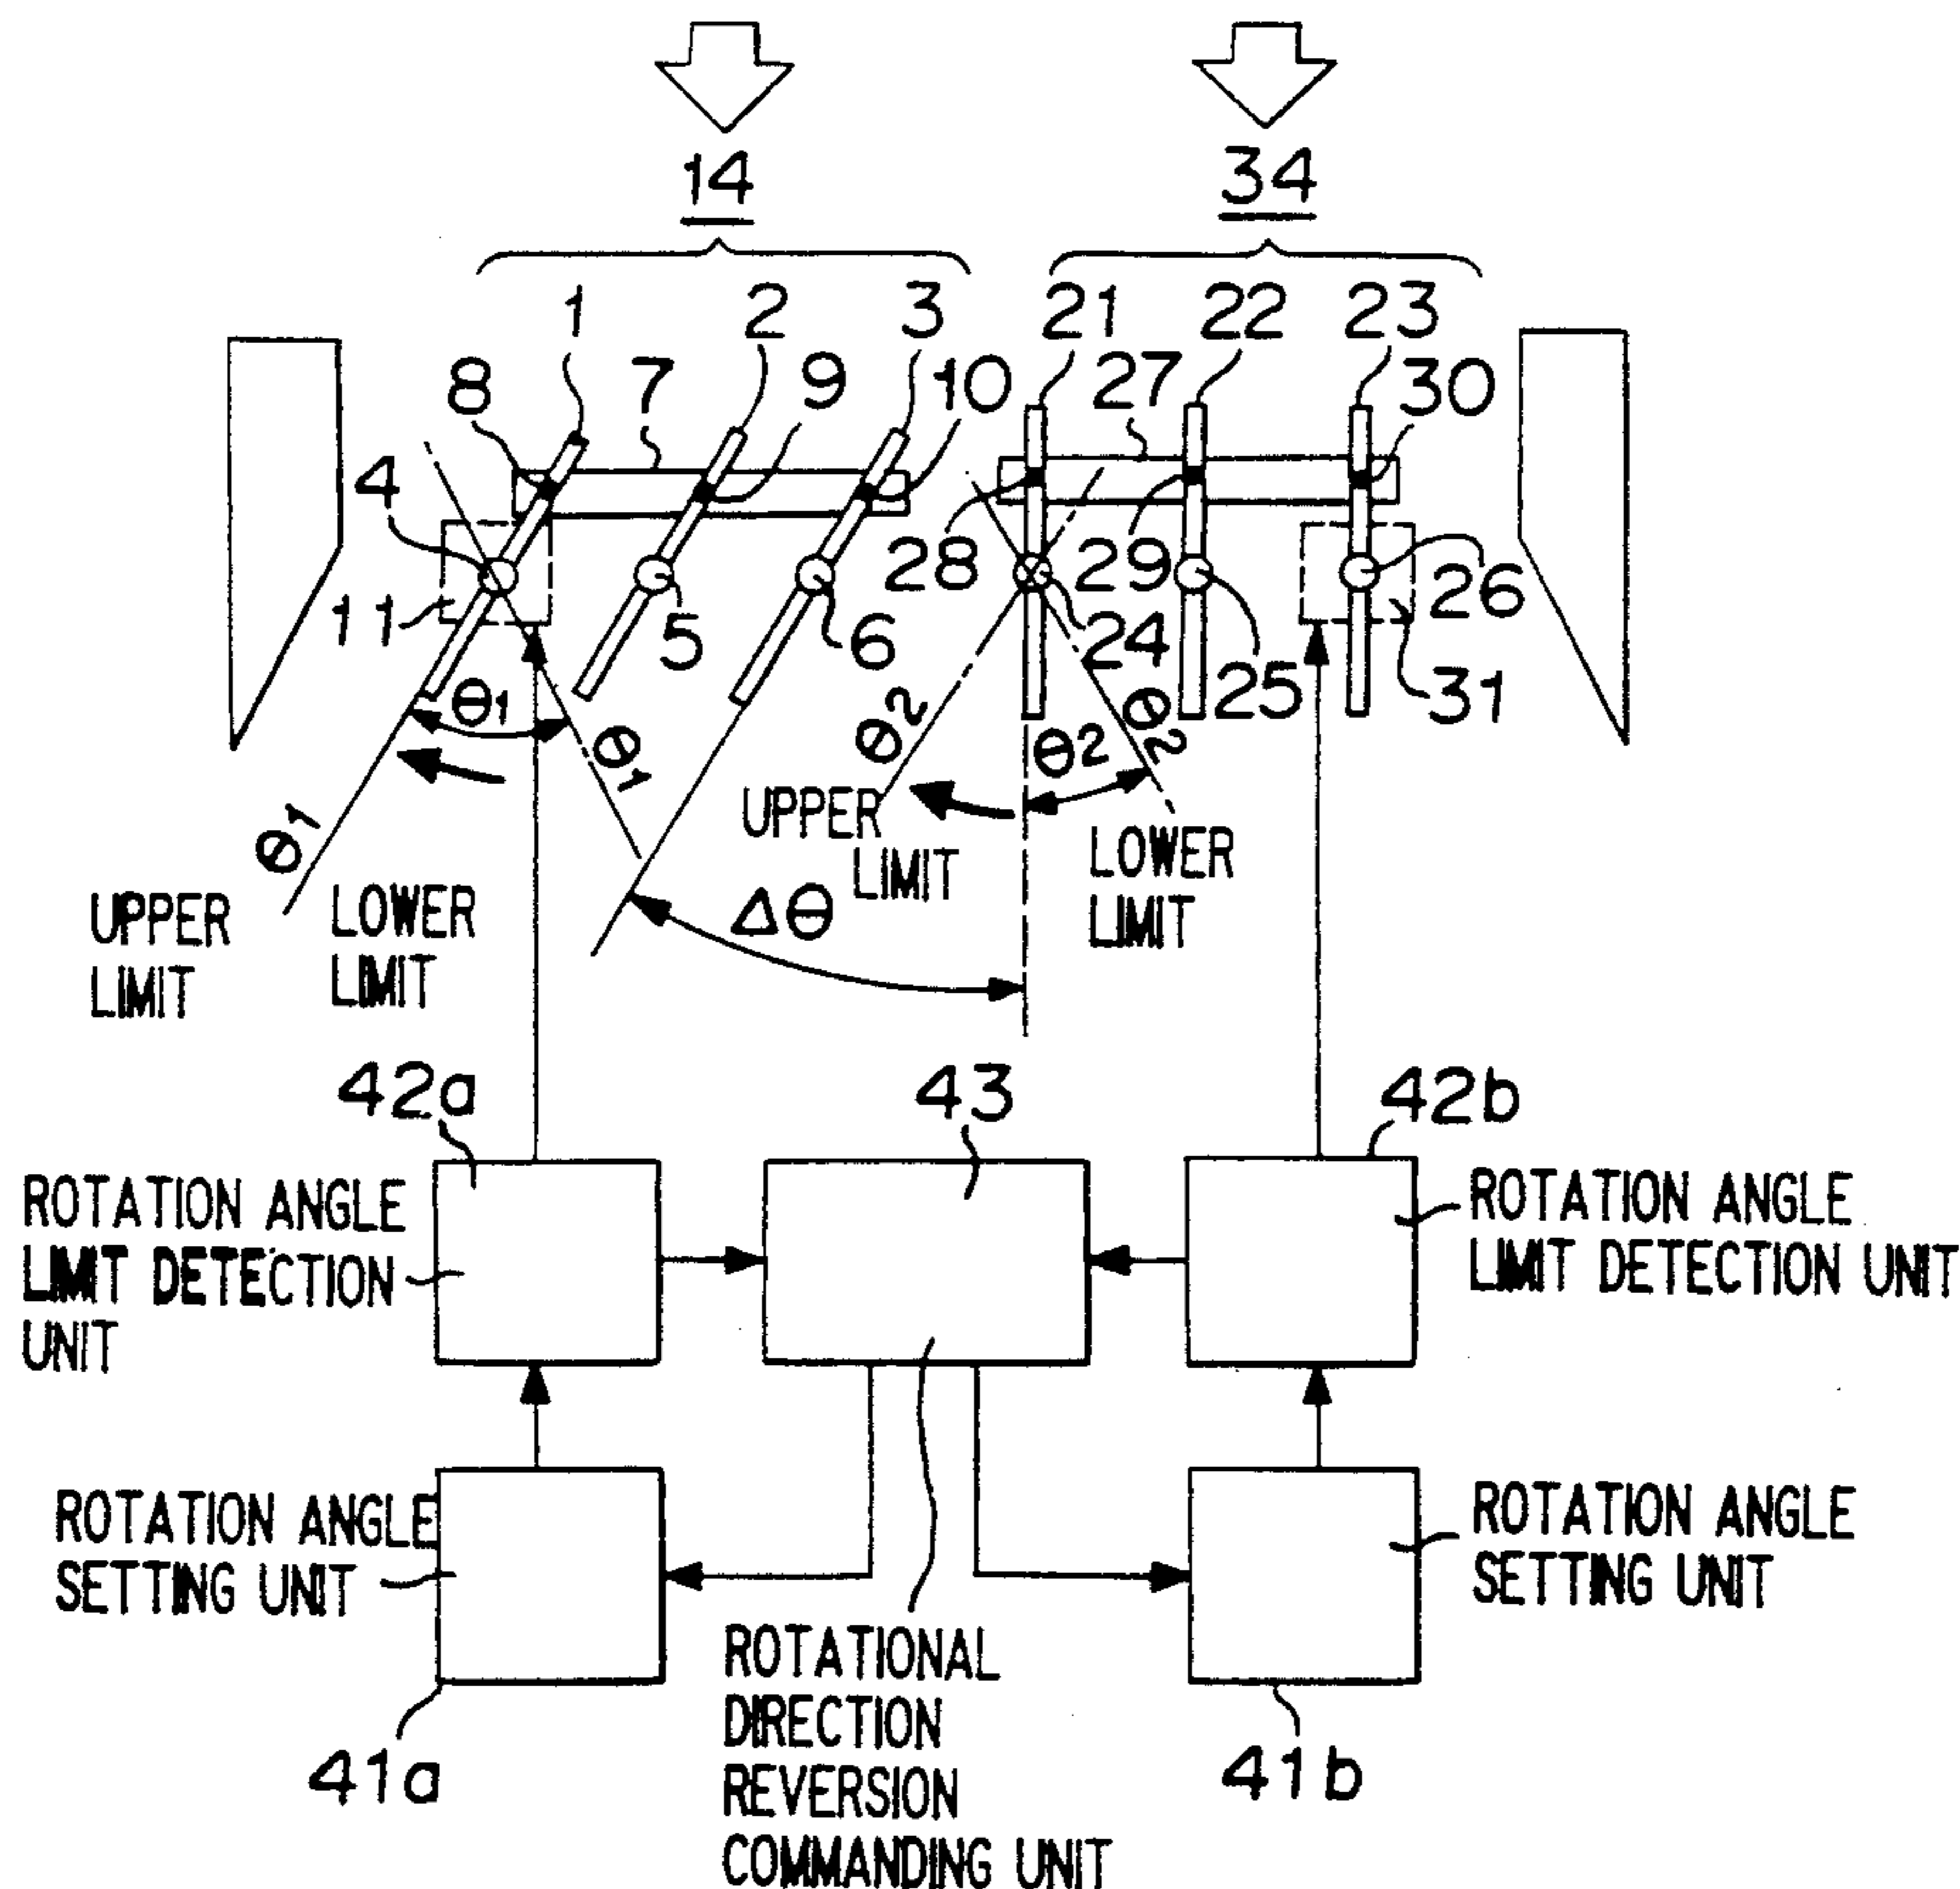 14 34
1 2 3 21 22 23
8 7 9 10 27 30
4
28 29 26
11 5 6 24 25 31
θ1 θ1 θ2 θ2 θ2
θ1
UPPER
LIMIT
LOWER
LIMIT
UPPER
LIMIT
LOWER
LIMIT
Δθ
42a 43 42b
ROTATION ANGLE
LIMIT DETECTION
UNIT
ROTATION ANGLE
LIMIT DETECTION UNIT
ROTATION ANGLE
SETTING UNIT
ROTATION ANGLE
SETTING UNIT
41a
ROTATIONAL
DIRECTION
REVERSION
COMMANDING UNIT
41b